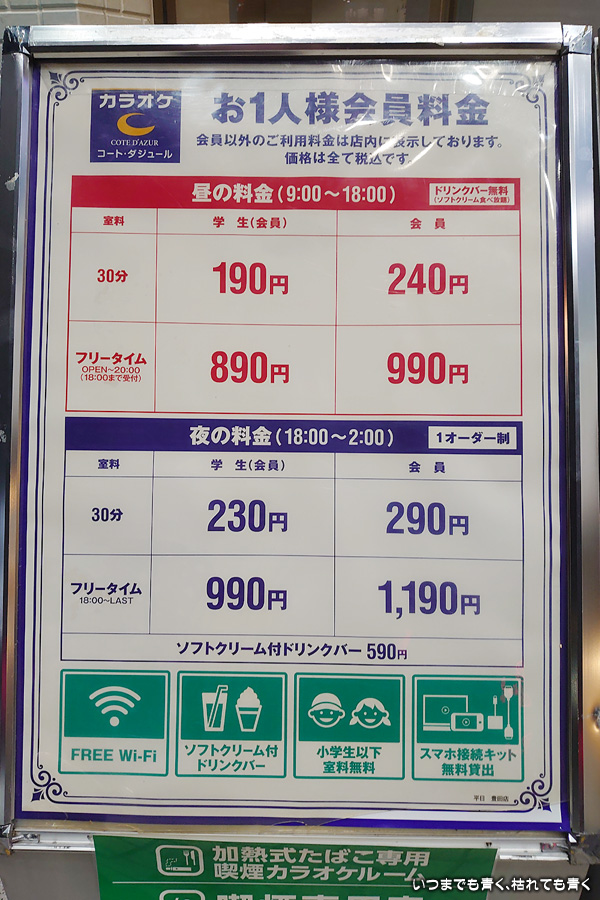 カラオケ
COTE D'AZUR
コート・ダジュール
お1人様会員料金
会員以外のご利用料金は店内に表示しております。
価格は全て税込です。
昼の料金(9:00～18:00)
ドリンクバー無料
(ソフトクリーム食べ放題)
室料 学生(会員) 会員
30分 190円 240円
フリータイム
OPEN～20:00
(18:00まで受付)
890円 990円
夜の料金(18:00～2:00)
1オーダー制
室料 学生(会員) 会員
30分 230円 290円
フリータイム
18:00～LAST
990円 1,190円
ソフトクリーム付ドリンクバー 590円
FREE Wi-Fi
ソフトクリーム付
ドリンクバー
小学生以下
室料無料
スマホ接続キット
無料貸出
平日 豊田店
加熱式たばこ専用
喫煙カラオケルーム
いつまでも青く、枯れても青く